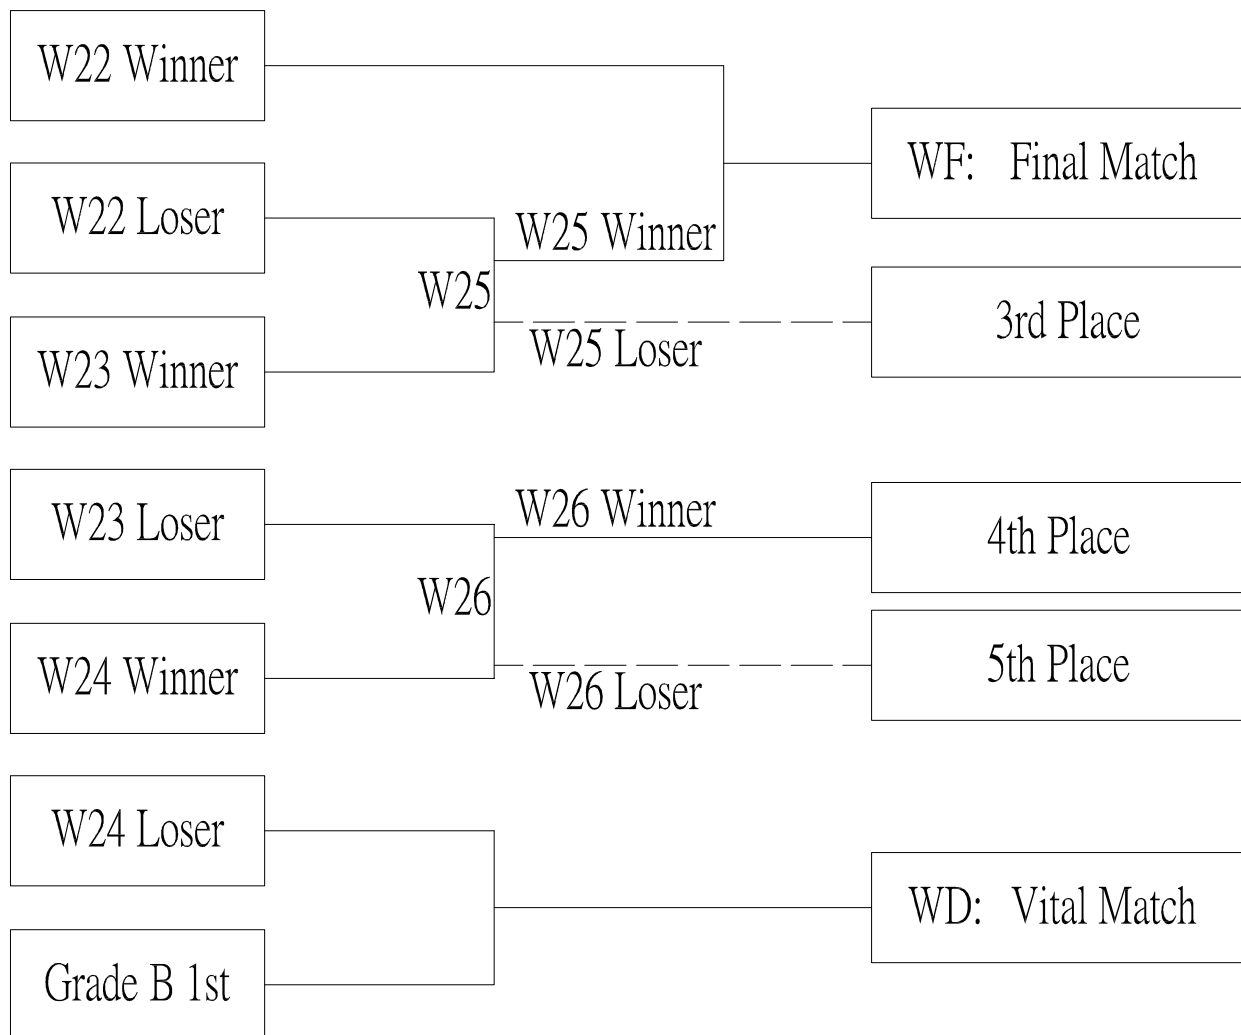 W22 Winner
W22 Loser
W23 Winner
W23 Loser
W24 Winner
W24 Loser
Grade B 1st
W25
W25 Winner
W25 Loser
W26
W26 Winner
W26 Loser
WF: Final Match
3rd Place
4th Place
5th Place
WD: Vital Match